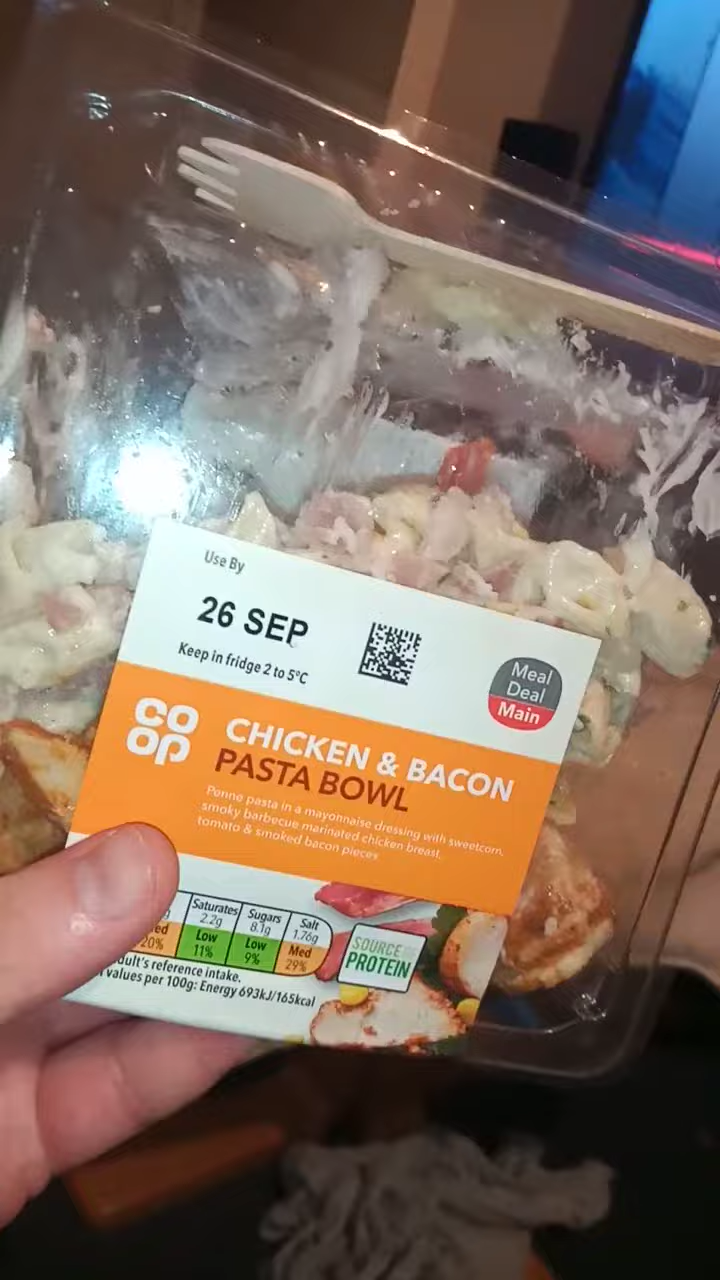 Use By
26 SEP
Keep in fridge 2 to 5°C
Meal
Deal
Main
CO
OP
CHICKEN & BACON
PASTA BOWL
Penne pasta in a mayonnaise dressing with sweetcorn,
smoky barbecue marinated chicken breast,
tomato & smoked bacon pieces
Saturates Sugars Salt
2.2g 8.1g 1.76g
Low Low Med
20% 11% 9% 29%
reference intake.
values per 100g: Energy 693kJ/165kcal
SOURCE OF
PROTEIN